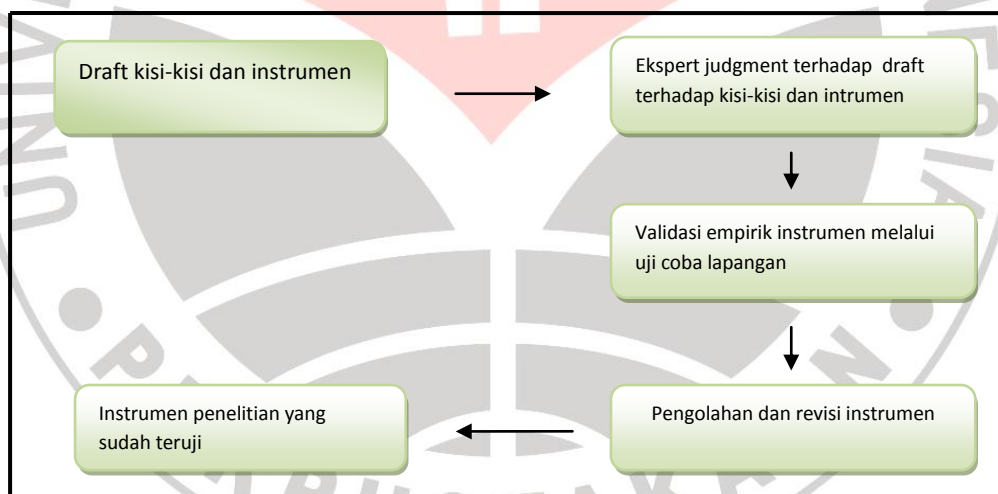 Draft kisi-kisi dan instrumen
Ekspert judgment terhadap draft
terhadap kisi-kisi dan intrumen
Validasi empirik instrumen melalui
uji coba lapangan
Pengolahan dan revisi instrumen
Instrumen penelitian yang
sudah teruji